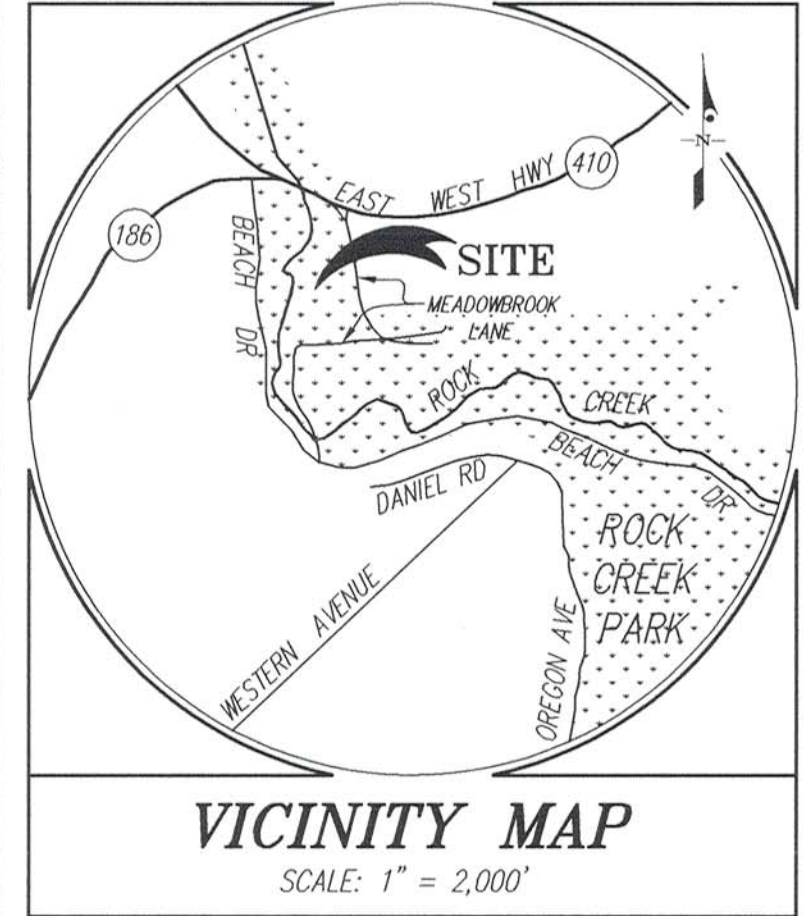 EAST WEST HWY 410
186
BEACH DR
N
SITE
MEADOWBROOK
LANE
ROCK CREEK
BEACH DR
DANIEL RD
ROCK
CREEK
PARK
WESTERN AVENUE
OREGON AVE
VICINITY MAP
SCALE: 1" = 2,000'